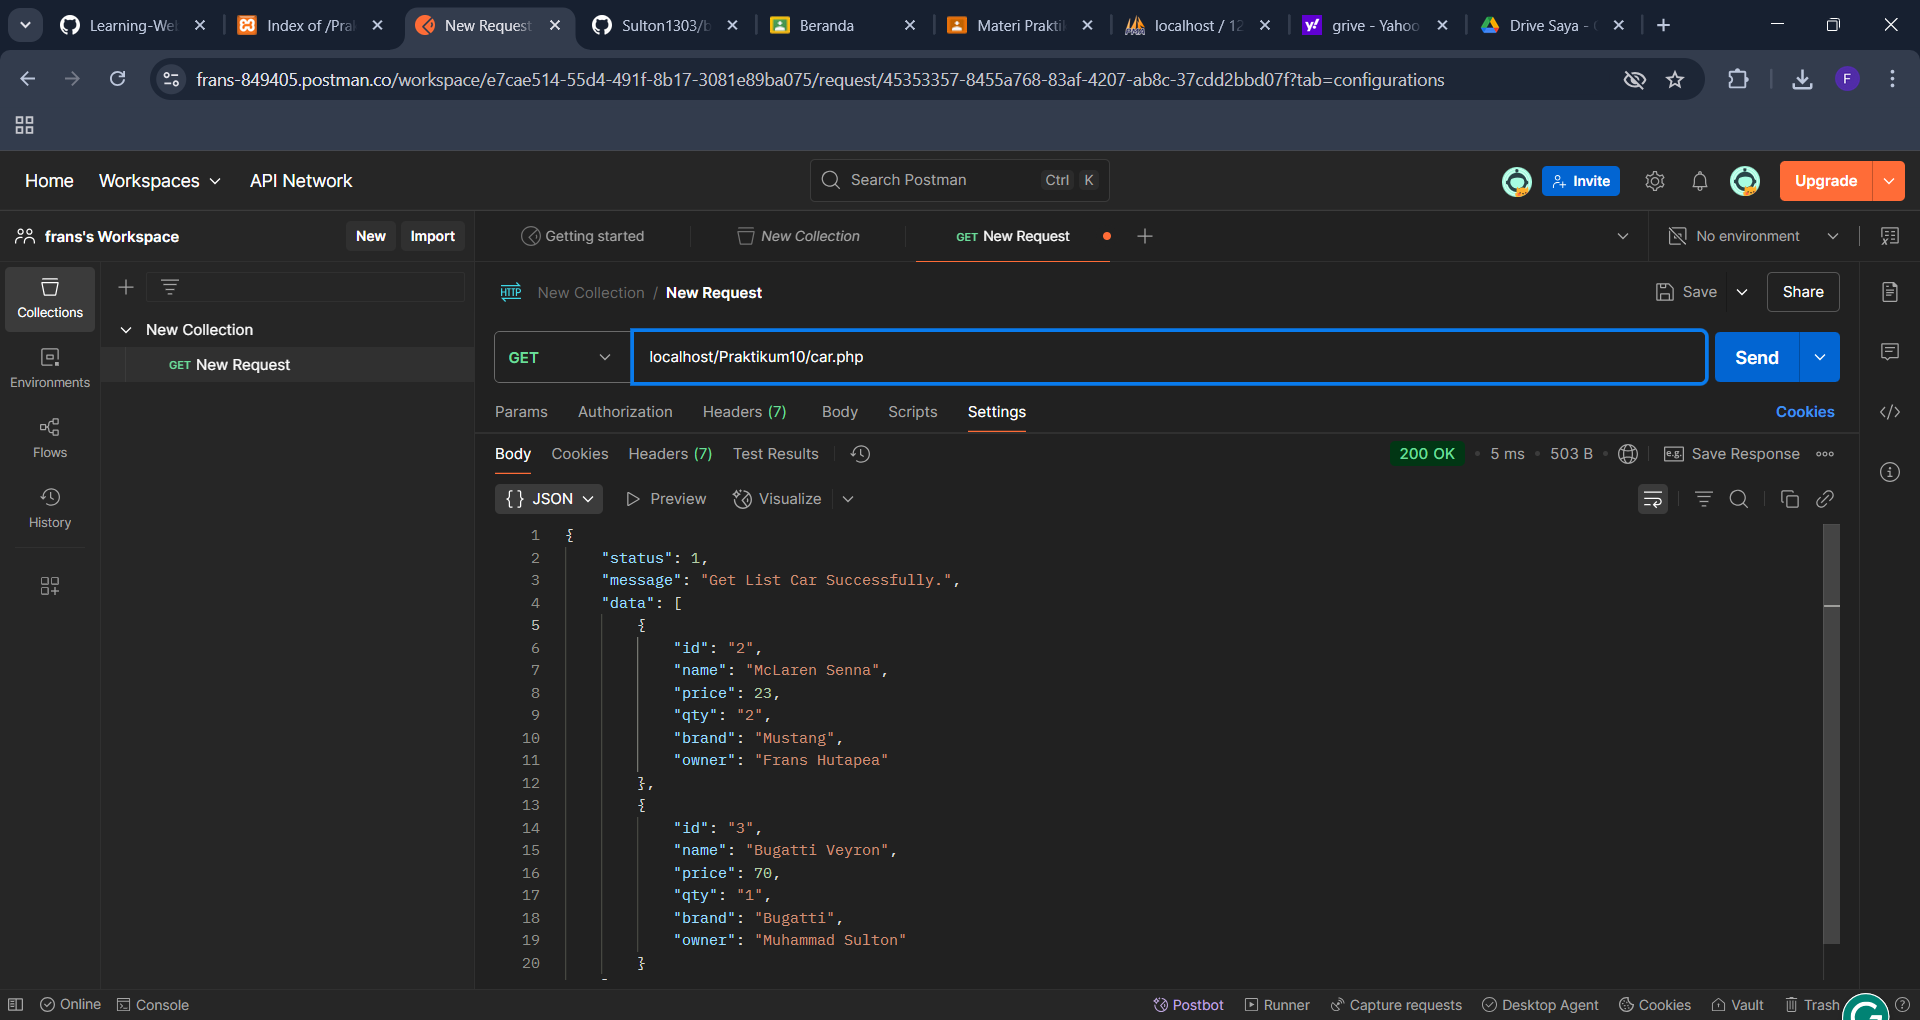 Learning-We
Index of /Pra
New Request
Sulton1303/b
Beranda
Materi Prakti
localhost / 12
grive - Yahoo
Drive Saya -
frans-849405.postman.co/workspace/e7cae514-55d4-491f-8b17-3081e89ba075/request/45353357-8455a768-83af-4207-ab8c-37cdd2bbd07f?tab=configurations
F
Home Workspaces API Network
Search Postman Ctrl K
Invite
Upgrade
frans's Workspace New Import
Getting started
New Collection
GET New Request
No environment
Collections
Environments
Flows
History
New Collection
GET New Request
HTTP New Collection / New Request
Save Share
GET localhost/Praktikum10/car.php Send
Params Authorization Headers (7) Body Scripts Settings Cookies
Body Cookies Headers (7) Test Results 200 OK • 5 ms • 503 B • e.g. Save Response
{} JSON Preview Visualize
1 {
2 "status": 1,
3 "message": "Get List Car Successfully.",
4 "data": [
5 {
6 "id": "2",
7 "name": "McLaren Senna",
8 "price": 23,
9 "qty": "2",
10 "brand": "Mustang",
11 "owner": "Frans Hutapea"
12 },
13 {
14 "id": "3",
15 "name": "Bugatti Veyron",
16 "price": 70,
17 "qty": "1",
18 "brand": "Bugatti",
19 "owner": "Muhammad Sulton"
20 }
Online Console Postbot Runner Capture requests Desktop Agent Cookies Vault Trash